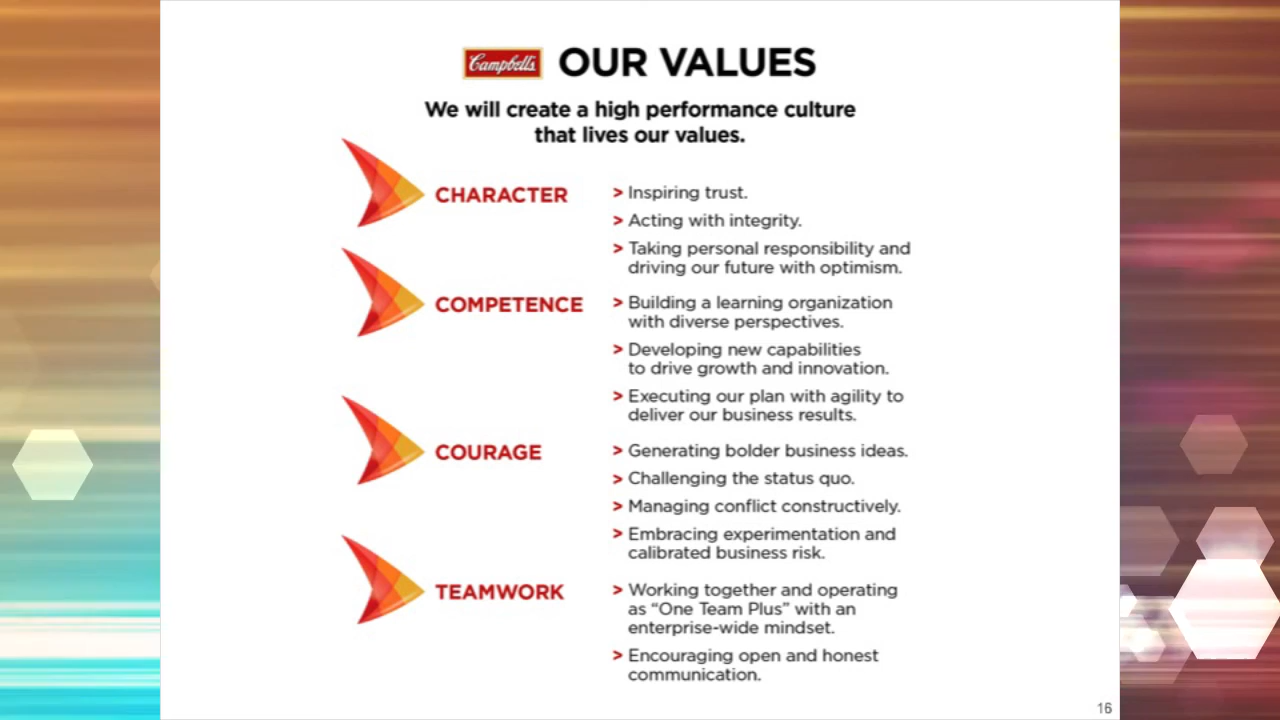 Campbell's OUR VALUES
We will create a high performance culture
that lives our values.
CHARACTER
> Inspiring trust.
> Acting with integrity.
> Taking personal responsibility and
driving our future with optimism.
COMPETENCE
> Building a learning organization
with diverse perspectives.
> Developing new capabilities
to drive growth and innovation.
> Executing our plan with agility to
deliver our business results.
COURAGE
> Generating bolder business ideas.
> Challenging the status quo.
> Managing conflict constructively.
> Embracing experimentation and
calibrated business risk.
TEAMWORK
> Working together and operating
as “One Team Plus” with an
enterprise-wide mindset.
> Encouraging open and honest
communication.
16